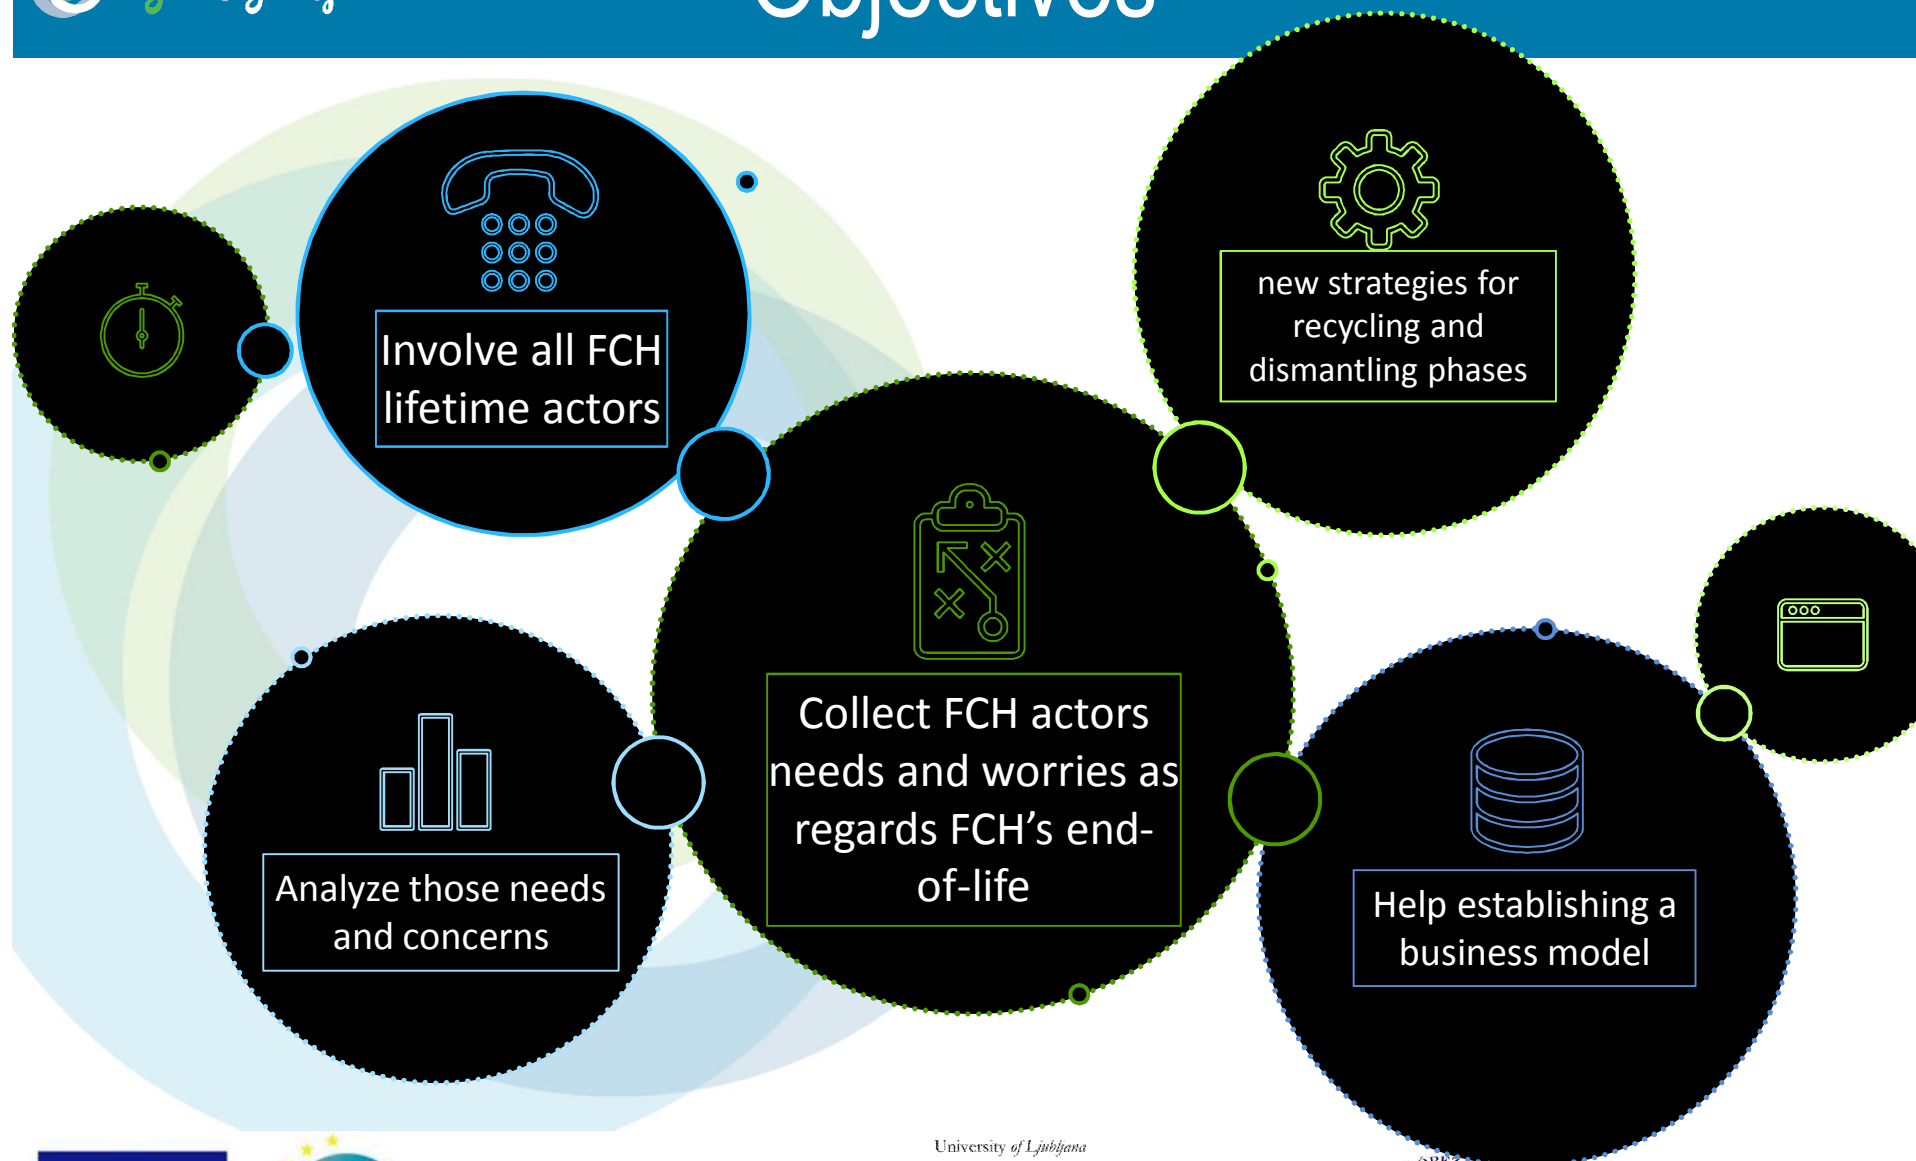 Objectives
Involve all FCH
lifetime actors
new strategies for
recycling and
dismantling phases
Collect FCH actors
needs and worries as
regards FCH's end-
of-life
Analyze those needs
and concerns
Help establishing a
business model
University of Ljubljana